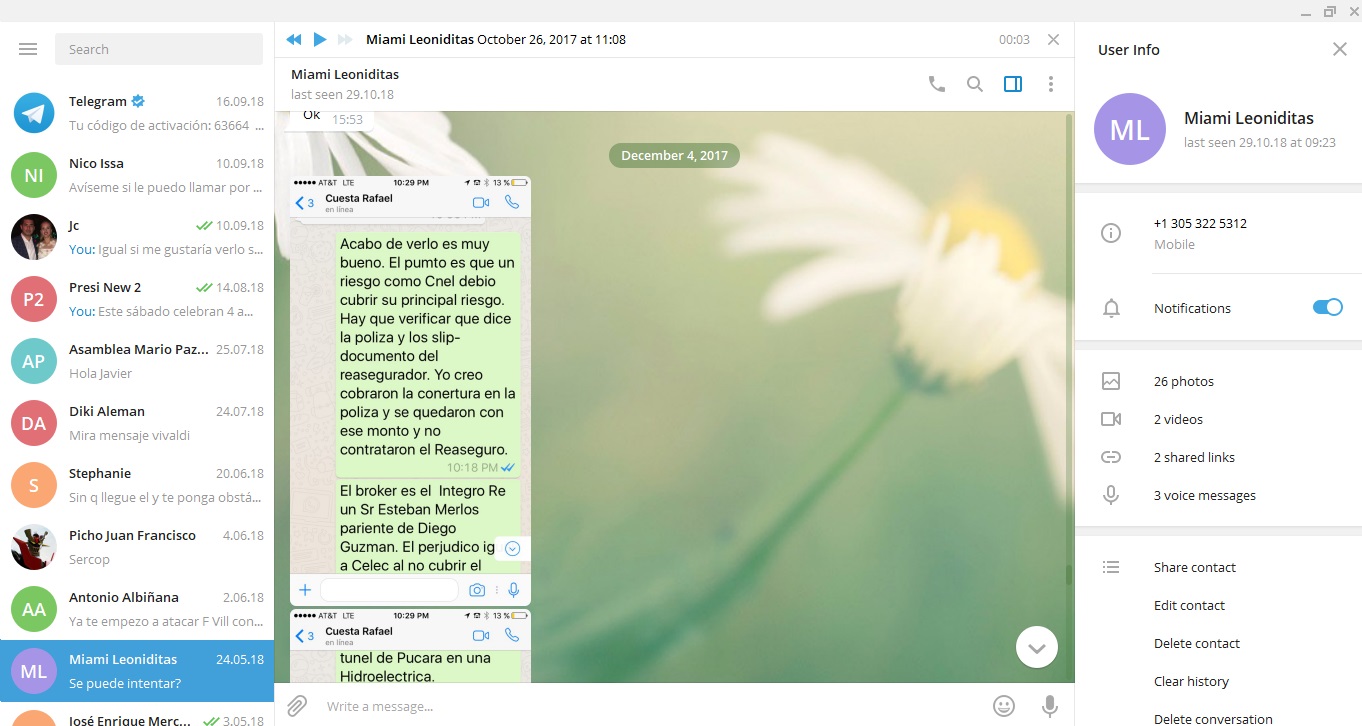 Search
Telegram
16.09.18
Tu código de activación: 63664 ...
NI
Nico Issa
10.09.18
Avíseme si le puedo llamar por ...
Jc
10.09.18
You: Igual si me gustaría verlo s...
P2
Presi New 2
14.08.18
You: Este sábado celebran 4 a...
AP
Asamblea Mario Paz...
25.07.18
Hola Javier
DA
Diki Aleman
24.07.18
Mira mensaje vivaldi
S
Stephanie
20.06.18
Sin q llegue el y te ponga obstá...
Picho Juan Francisco
4.06.18
Sercop
AA
Antonio Albiñana
2.06.18
Ya te empezo a atacar F Vill con...
ML
Miami Leoniditas
24.05.18
Se puede intentar?
José Enrique Merc...
3.05.18
Miami Leoniditas October 26, 2017 at 11:08
00:03
Miami Leoniditas
last seen 29.10.18
Ok
15:53
December 4, 2017
AT&T LTE
10:29 PM
13 %
3
Cuesta Rafael
en línea
Acabo de verlo es muy
bueno. El pumto es que un
riesgo como Cnel debio
cubrir su principal riesgo.
Hay que verificar que dice
la poliza y los slip-
documento del
reasegurador. Yo creo
cobraron la conertura en la
poliza y se quedaron con
ese monto y no
contrataron el Reaseguro.
10:18 PM
El broker es el Integro Re
un Sr Esteban Merlos
pariente de Diego
Guzman. El perjudico ig
a Celec al no cubrir el
AT&T LTE
10:29 PM
13 %
3
Cuesta Rafael
en línea
tunel de Pucara en una
Hidroelectrica.
Write a message...
User Info
ML
Miami Leoniditas
last seen 29.10.18 at 09:23
+1 305 322 5312
Mobile
Notifications
26 photos
2 videos
2 shared links
3 voice messages
Share contact
Edit contact
Delete contact
Clear history
Delete conversation